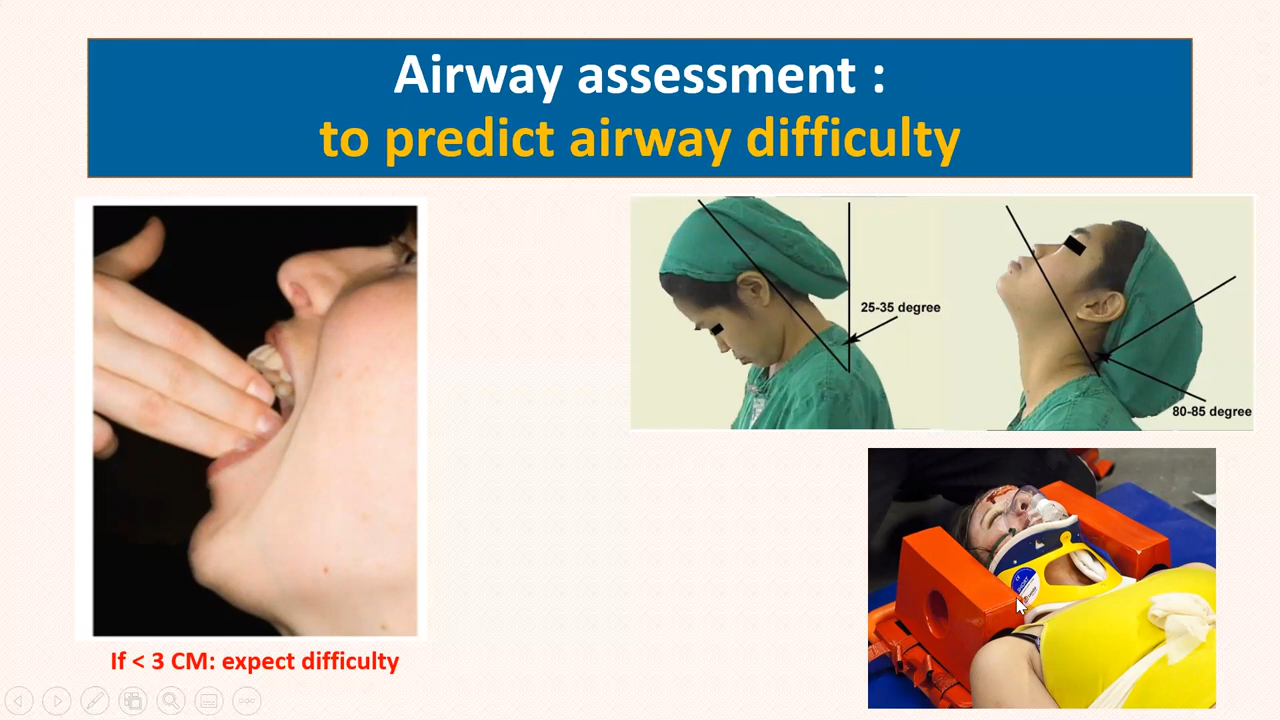 Airway assessment :
to predict airway difficulty
25-35 degree
80-85 degree
If < 3 CM: expect difficulty